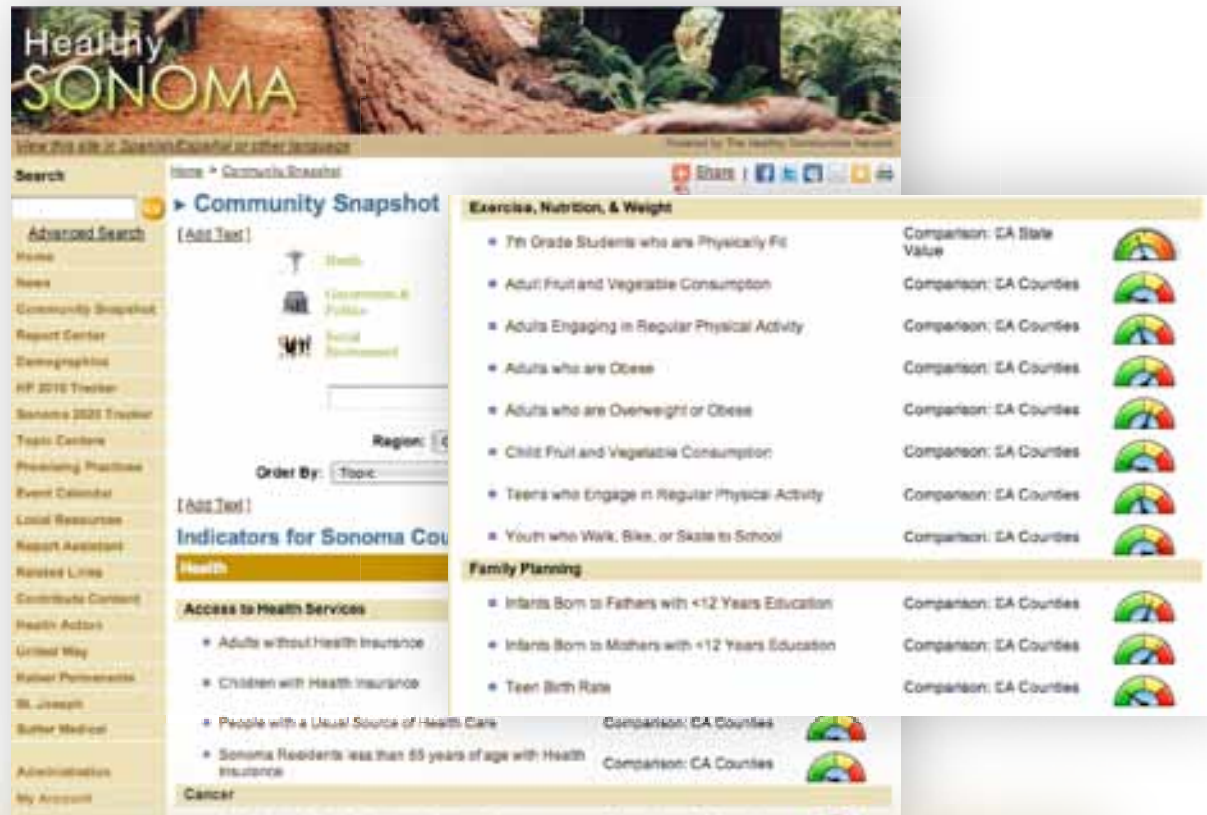 Healthy
SONOMA
View this site in Spanish/Español or other language
Powered by The Healthy Communities
Search
Advanced Search
Home
News
Community Snapshot
Report Center
Demographics
HP 2010 Tracker
Sonoma 2020 Tracker
Topic Centers
Promising Practices
Event Calendar
Local Resources
Report Assistant
Related Links
Contribute Content
Health Action
United Way
Kaiser Permanente
St. Joseph
Sutter Medical
Administration
My Account
Home > Community Snapshot
Share |
Community Snapshot
[Add Text]
Health
Government & Politics
Social Environment
Region:
Order By: Topic
[Add Text]
Indicators for Sonoma Cou
Health
Access to Health Services
Adults without Health Insurance
Children with Health Insurance
People with a Usual Source of Health Care Comparison: CA Counties
Sonoma Residents less than 65 years of age with Health Insurance Comparison: CA Counties
Cancer
Exercise, Nutrition, & Weight
7th Grade Students who are Physically Fit Comparison: CA State Value
Adult Fruit and Vegetable Consumption Comparison: CA Counties
Adults Engaging in Regular Physical Activity Comparison: CA Counties
Adults who are Obese Comparison: CA Counties
Adults who are Overweight or Obese Comparison: CA Counties
Child Fruit and Vegetable Consumption Comparison: CA Counties
Teens who Engage in Regular Physical Activity Comparison: CA Counties
Youth who Walk, Bike, or Skate to School Comparison: CA Counties
Family Planning
Infants Born to Fathers with <12 Years Education Comparison: CA Counties
Infants Born to Mothers with <12 Years Education Comparison: CA Counties
Teen Birth Rate Comparison: CA Counties